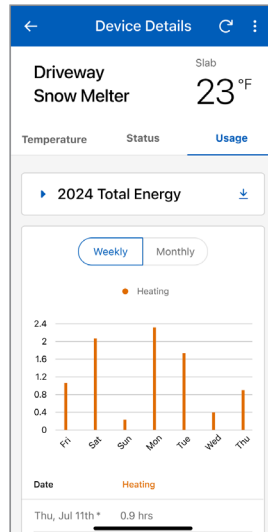 Device Details
Driveway
Snow Melter
Slab
23°F
Temperature Status Usage
2024 Total Energy
Weekly Monthly
Heating
2.4
2
1.6
1.2
0.8
0.4
0
Fri Sat Sun Mon Tue Wed Thu
Date Heating
Thu, Jul 11th * 0.9 hrs